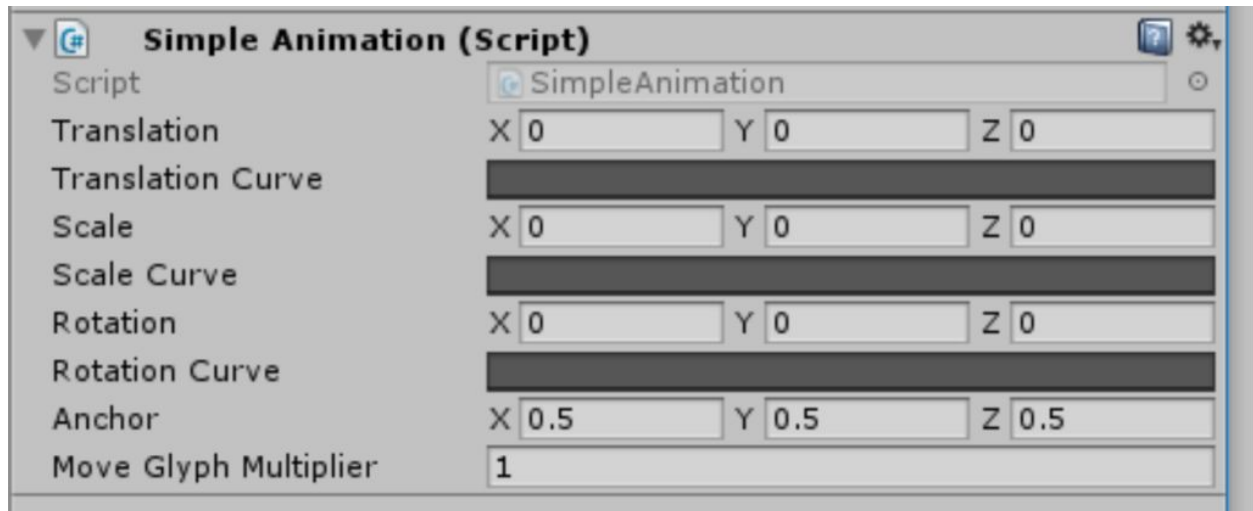 Simple Animation (Script)
Script SimpleAnimation
Translation X 0 Y 0 Z 0
Translation Curve
Scale X 0 Y 0 Z 0
Scale Curve
Rotation X 0 Y 0 Z 0
Rotation Curve
Anchor X 0.5 Y 0.5 Z 0.5
Move Glyph Multiplier 1